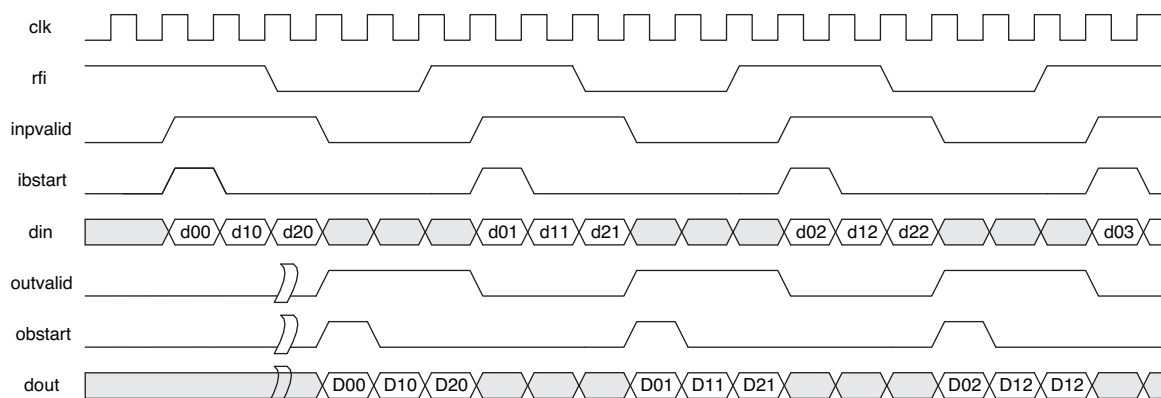 clk
rfi
inpvalid
ibstart
din d00 d10 d20 d01 d11 d21 d02 d12 d22 d03
outvalid
obstart
dout D00 D10 D20 D01 D11 D21 D02 D12 D12